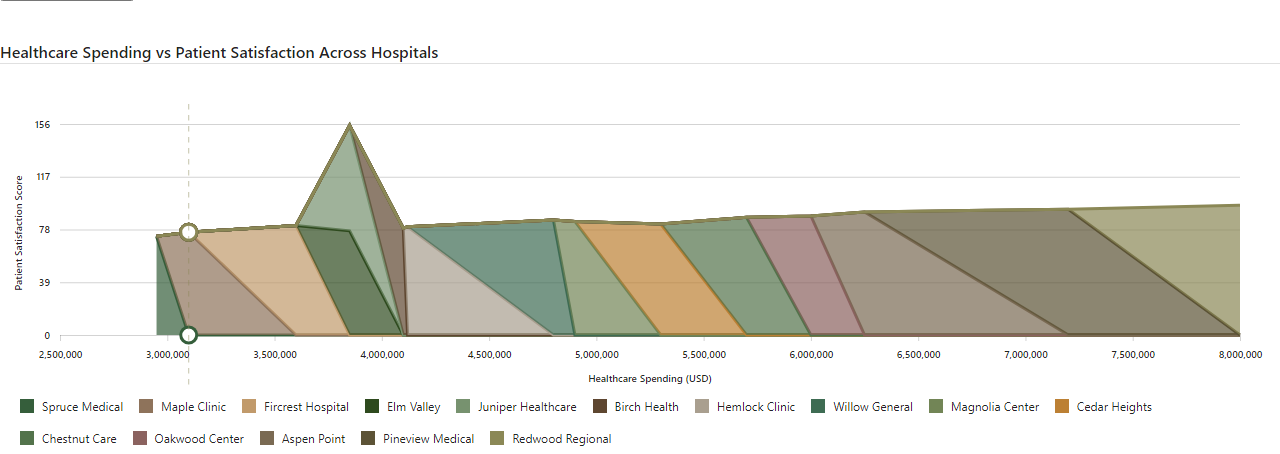 Healthcare Spending vs Patient Satisfaction Across Hospitals
156
117
78
39
0
Patient Satisfaction Score
2,500,000 3,000,000 3,500,000 4,000,000 4,500,000 5,000,000 5,500,000 6,000,000 6,500,000 7,000,000 7,500,000 8,000,000
Healthcare Spending (USD)
Spruce Medical Maple Clinic Fircrest Hospital Elm Valley Juniper Healthcare Birch Health Hemlock Clinic Willow General Magnolia Center Cedar Heights
Chestnut Care Oakwood Center Aspen Point Pineview Medical Redwood Regional